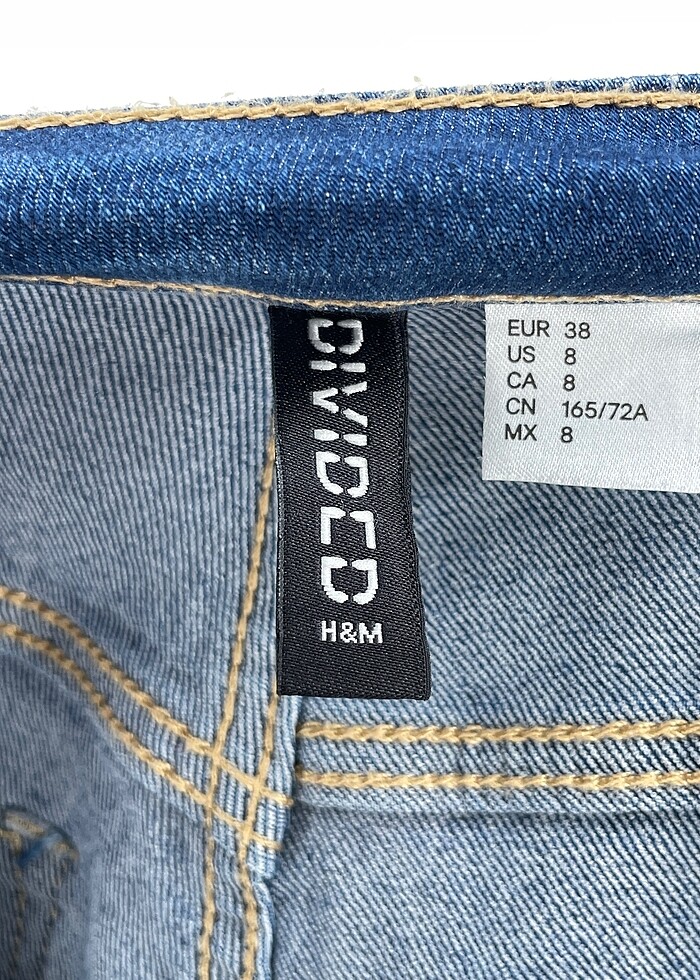 DIVIDED
H&M
EUR 38
US 8
CA 8
CN 165/72A
MX 8